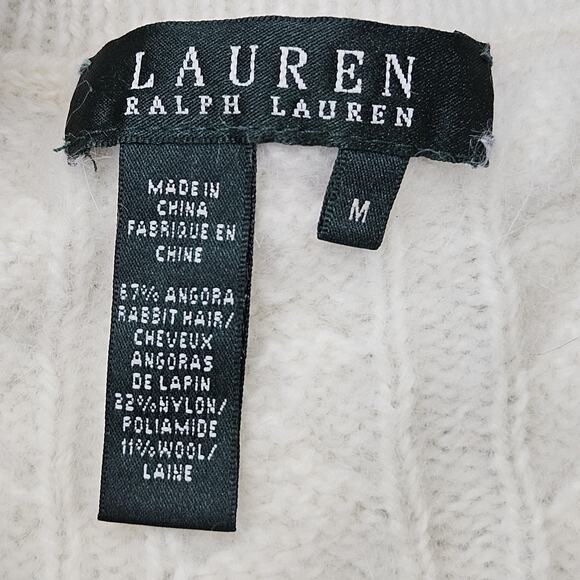 LAUREN
RALPH LAUREN
M
MADE IN
CHINA
FABRIQUE EN
CHINE
67% ANGORA
RABBIT HAIR/
CHEVEUX
ANGORAS
DE LAPIN
22% NYLON/
POLIAMIDE
11% WOOL/
LAINE